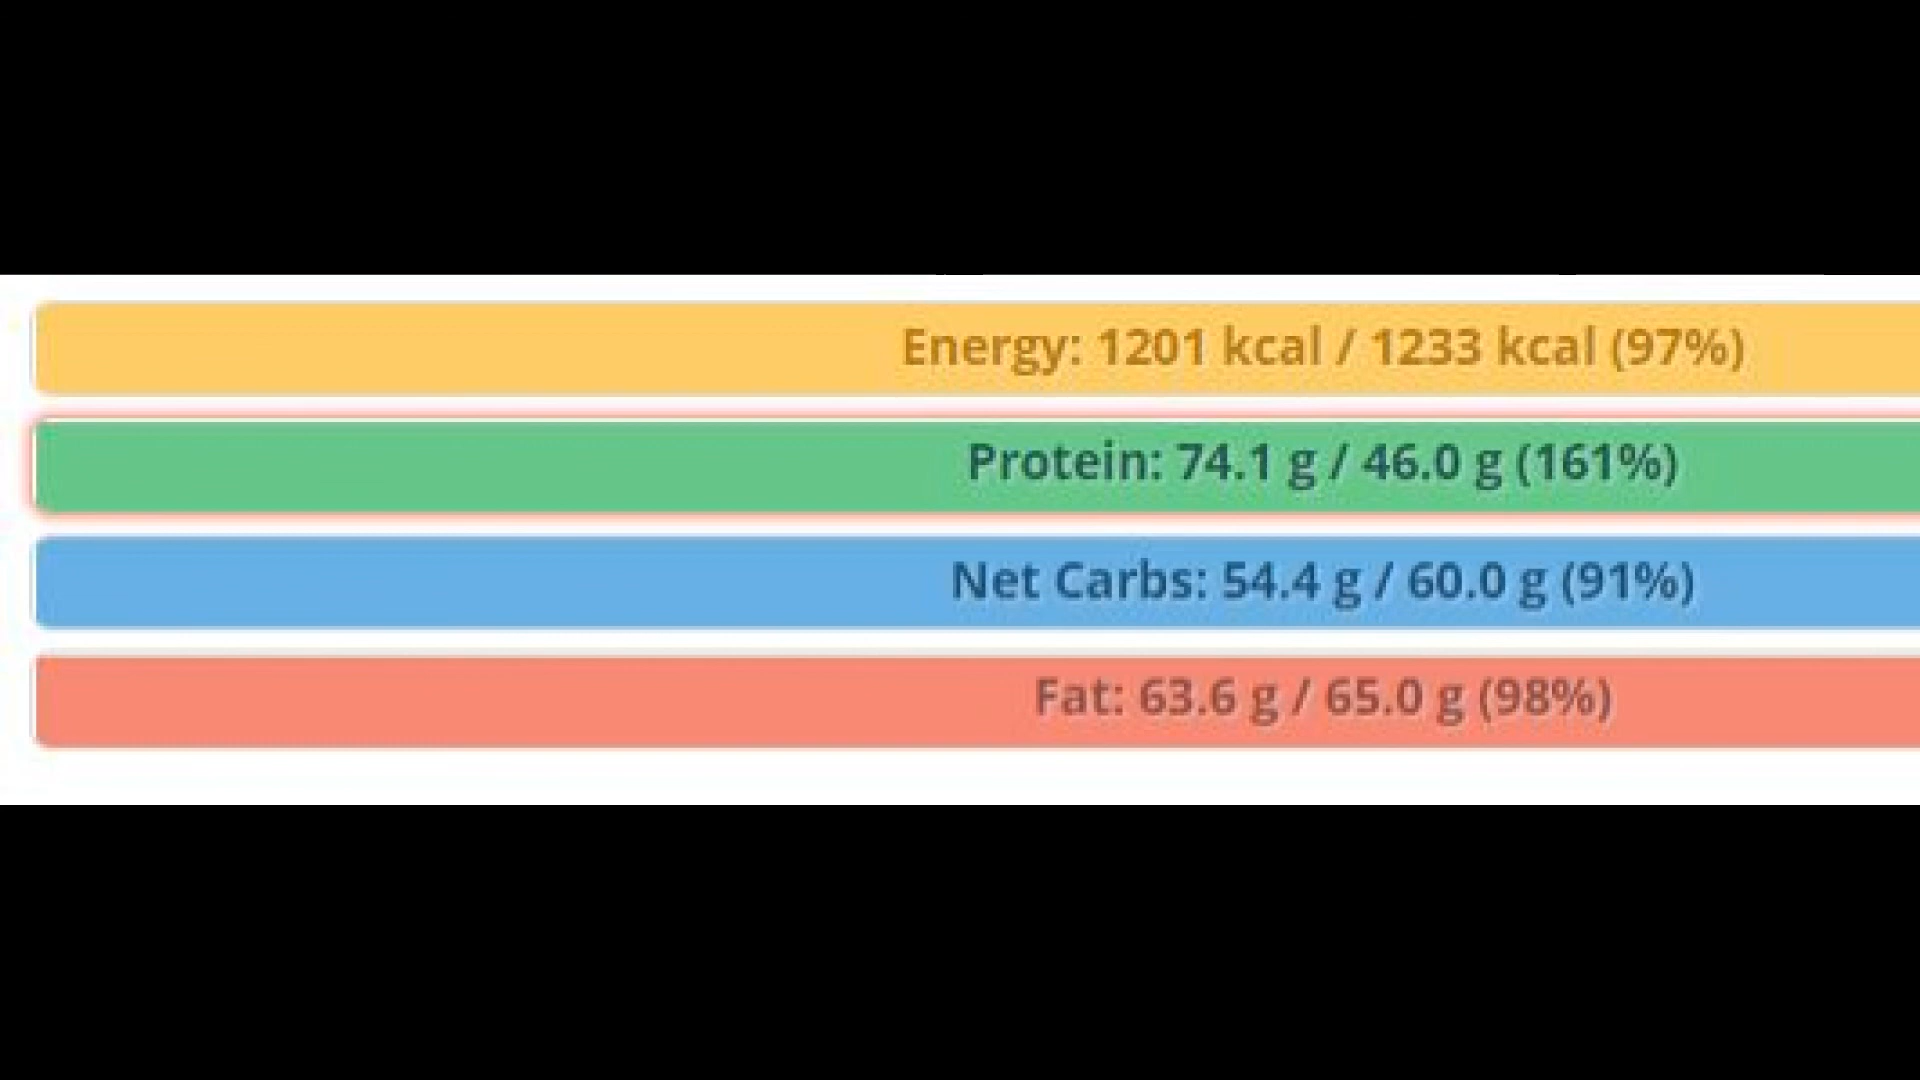 Energy: 1201 kcal / 1233 kcal (97%)
Protein: 74.1 g / 46.0 g (161%)
Net Carbs: 54.4 g / 60.0 g (91%)
Fat: 63.6 g / 65.0 g (98%)